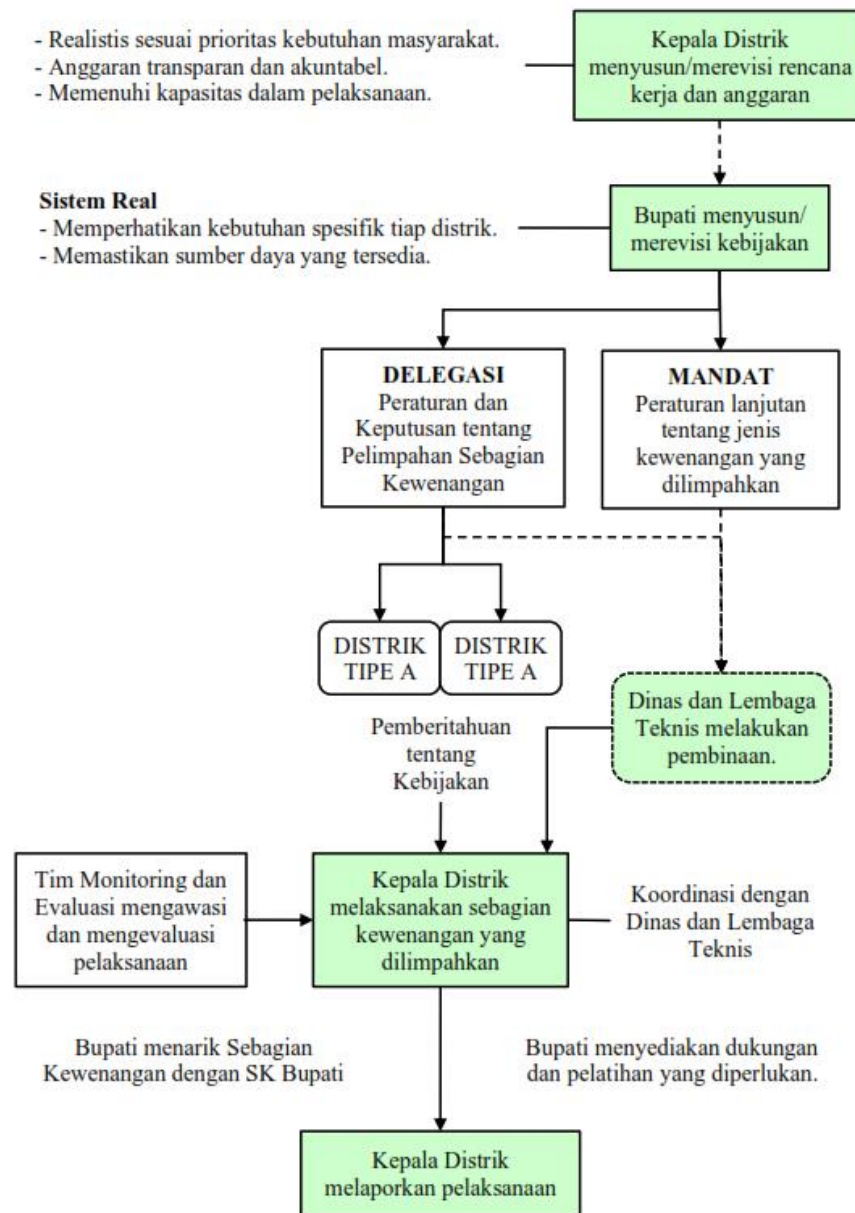 - Realistis sesuai prioritas kebutuhan masyarakat.
- Anggaran transparan dan akuntabel.
- Memenuhi kapasitas dalam pelaksanaan.
Kepala Distrik
menyusun/merevisi rencana
kerja dan anggaran
Sistem Real
- Memperhatikan kebutuhan spesifik tiap distrik.
- Memastikan sumber daya yang tersedia.
Bupati menyusun/
merevisi kebijakan
DELEGASI
Peraturan dan
Keputusan tentang
Pelimpahan Sebagian
Kewenangan
MANDAT
Peraturan lanjutan
tentang jenis
kewenangan yang
dilimpahkan
DISTRIK
TIPE A
DISTRIK
TIPE A
Dinas dan Lembaga
Teknis melakukan
pembinaan.
Pemberitahuan
tentang
Kebijakan
Tim Monitoring dan
Evaluasi mengawasi
dan mengevaluasi
pelaksanaan
Kepala Distrik
melaksanakan sebagian
kewenangan yang
dilimpahkan
Koordinasi dengan
Dinas dan Lembaga
Teknis
Bupati menarik Sebagian
Kewenangan dengan SK Bupati
Bupati menyediakan dukungan
dan pelatihan yang diperlukan.
Kepala Distrik
melaporkan pelaksanaan